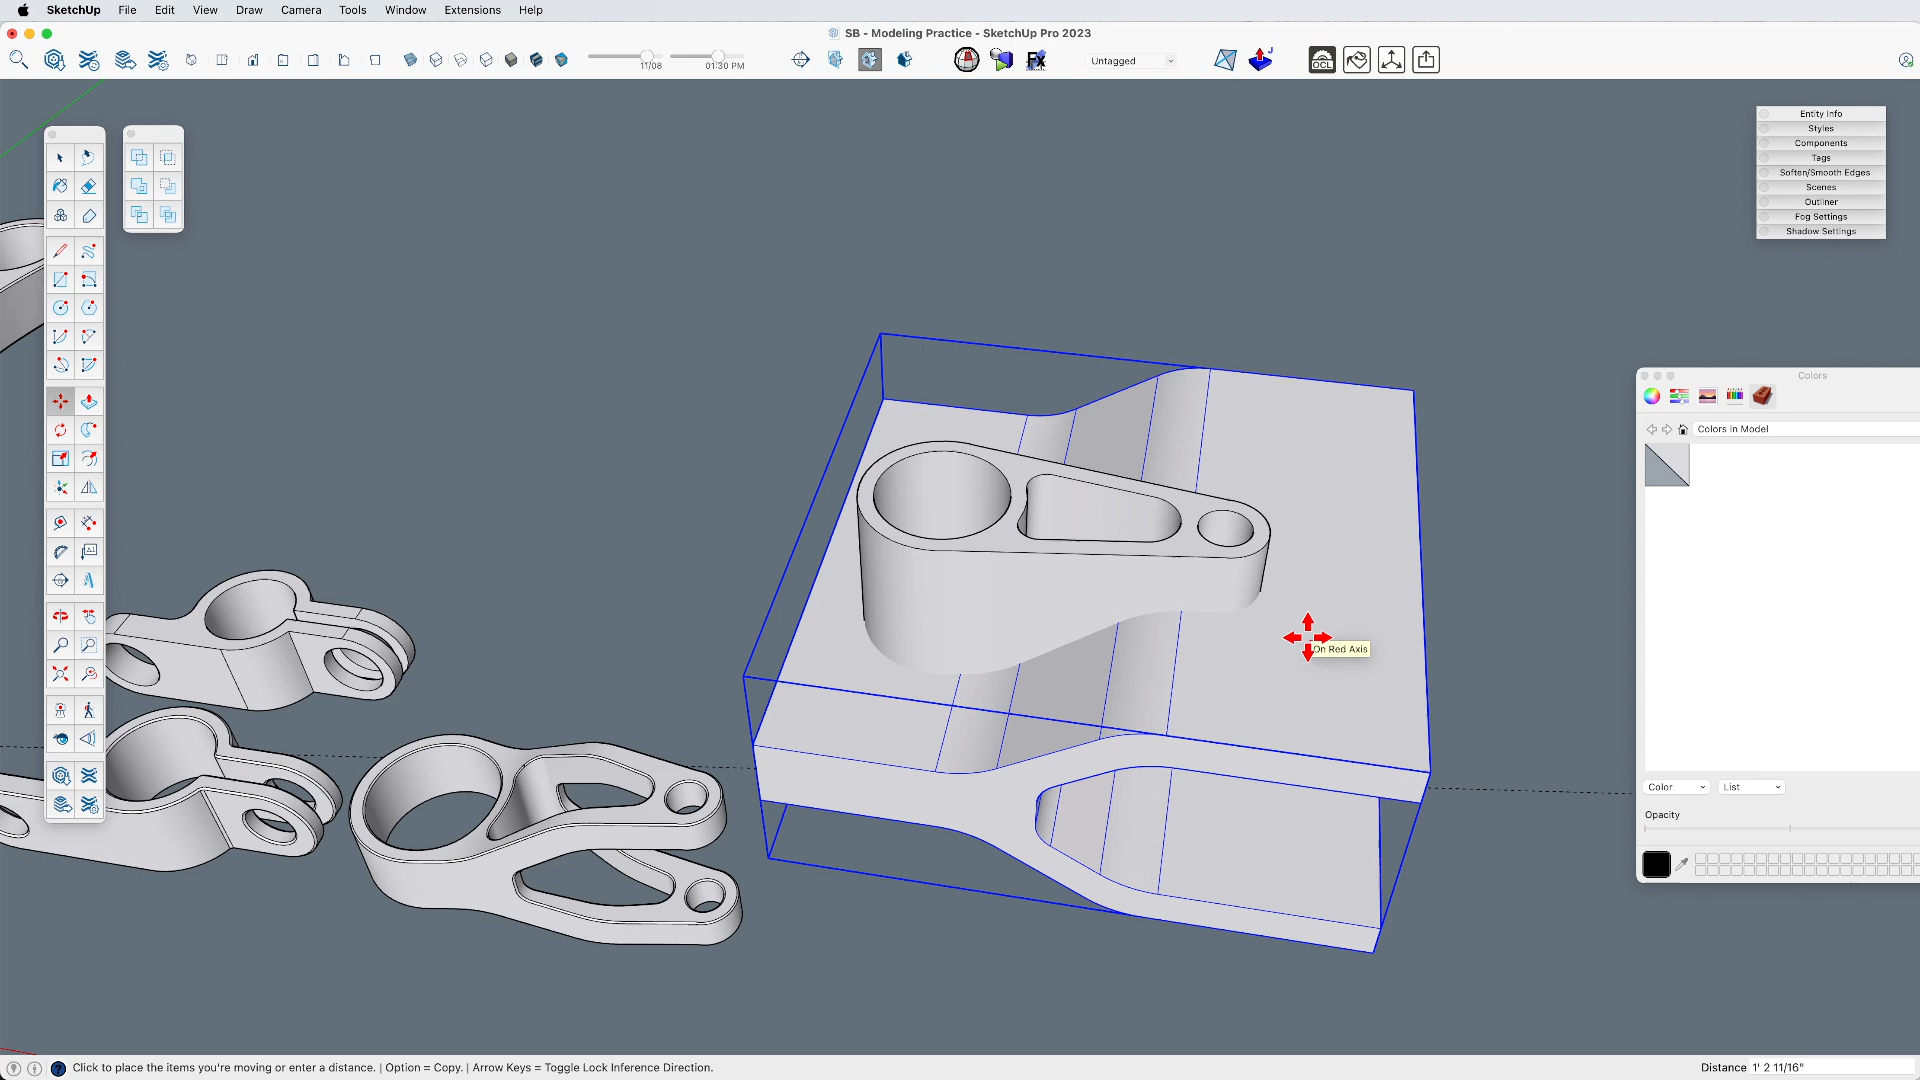 SketchUp File Edit View Draw Camera Tools Window Extensions Help
SB - Modeling Practice - SketchUp Pro 2023
11/08 01:30 PM
FX
Untagged
J
OCL
Entity Info
Styles
Components
Tags
Soften/Smooth Edges
Scenes
Outliner
Fog Settings
Shadow Settings
Colors
Colors in Model
On Red Axis
Color
List
Opacity
Click to place the items you're moving or enter a distance. | Option = Copy. | Arrow Keys = Toggle Lock Inference Direction.
Distance 1' 2 11/16"